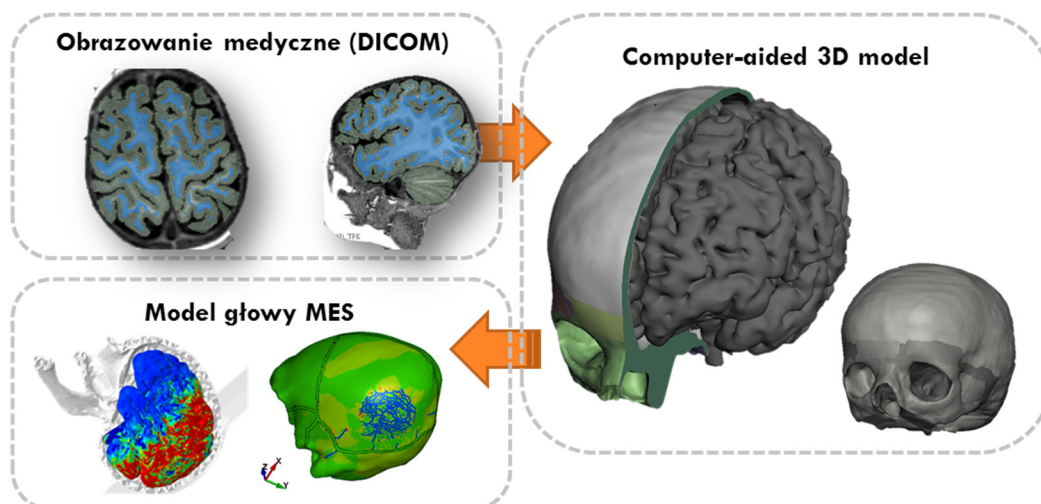 Obrazowanie medyczne (DICOM)
Computer-aided 3D model
Model głowy MES
Z X
Y